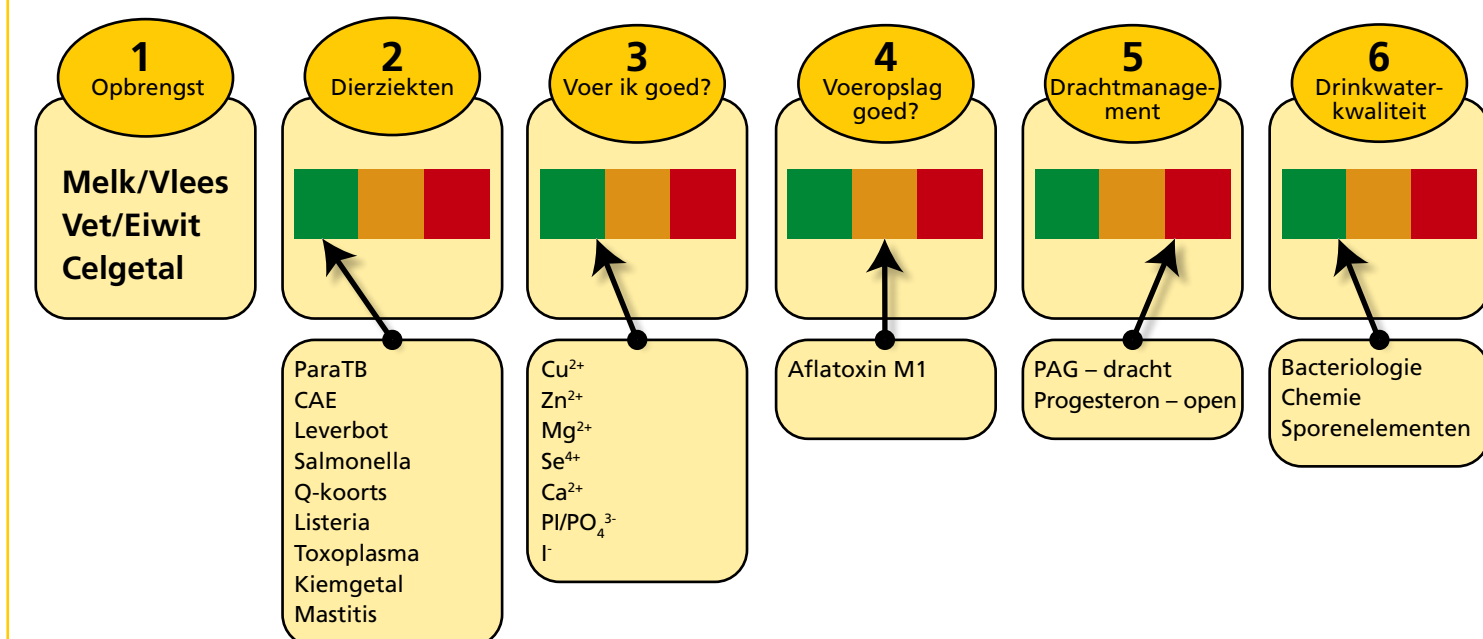 1
Opbrengst
Melk/Vlees
Vet/Eiwit
Celgetal
2
Dierziekten
ParaTB
CAE
Leverbot
Salmonella
Q-koorts
Listeria
Toxoplasma
Kiemgetal
Mastitis
3
Voer ik goed?
Cu²⁺
Zn²⁺
Mg²⁺
Se⁴⁺
Ca²⁺
PI/PO₄³⁻
I⁻
4
Voeropslag
goed?
Aflatoxin M1
5
Drachtmanage-
ment
PAG – dracht
Progesteron – open
6
Drinkwater-
kwaliteit
Bacteriologie
Chemie
Sporenelementen